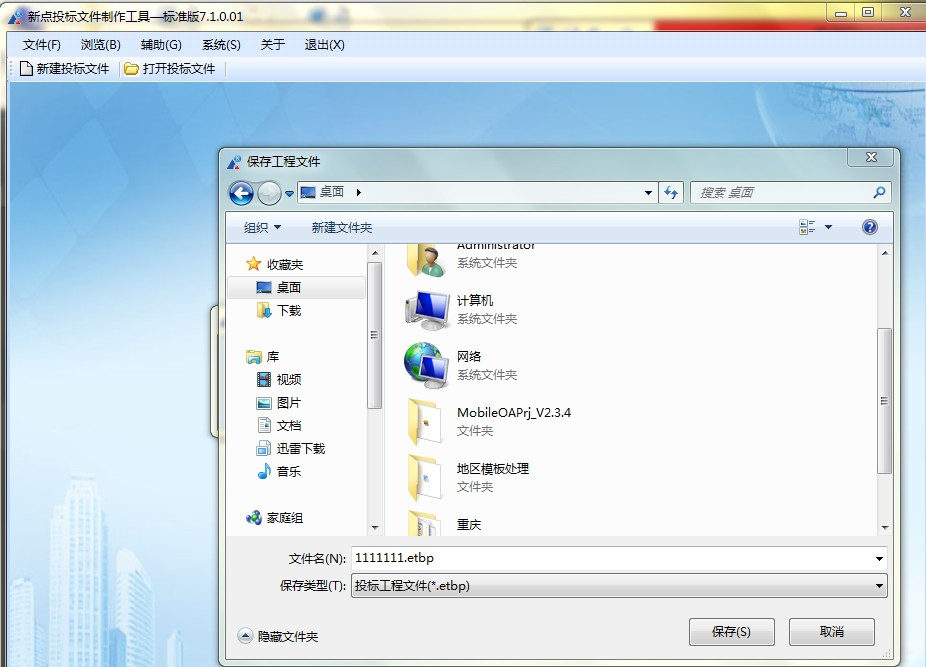 新点投标文件制作工具—标准版7.1.0.01
文件(F) 浏览(B) 辅助(G) 系统(S) 关于 退出(X)
新建投标文件 打开投标文件
保存工程文件
桌面
搜索 桌面
组织 新建文件夹
收藏夹
桌面
下载
库
视频
图片
文档
迅雷下载
音乐
家庭组
Administrator
系统文件夹
计算机
系统文件夹
网络
系统文件夹
MobileOAPrj_V2.3.4
文件夹
地区模板处理
文件夹
重庆
文件名(N): 1111111.etbp
保存类型(T): 投标工程文件(*.etbp)
隐藏文件夹 保存(S) 取消